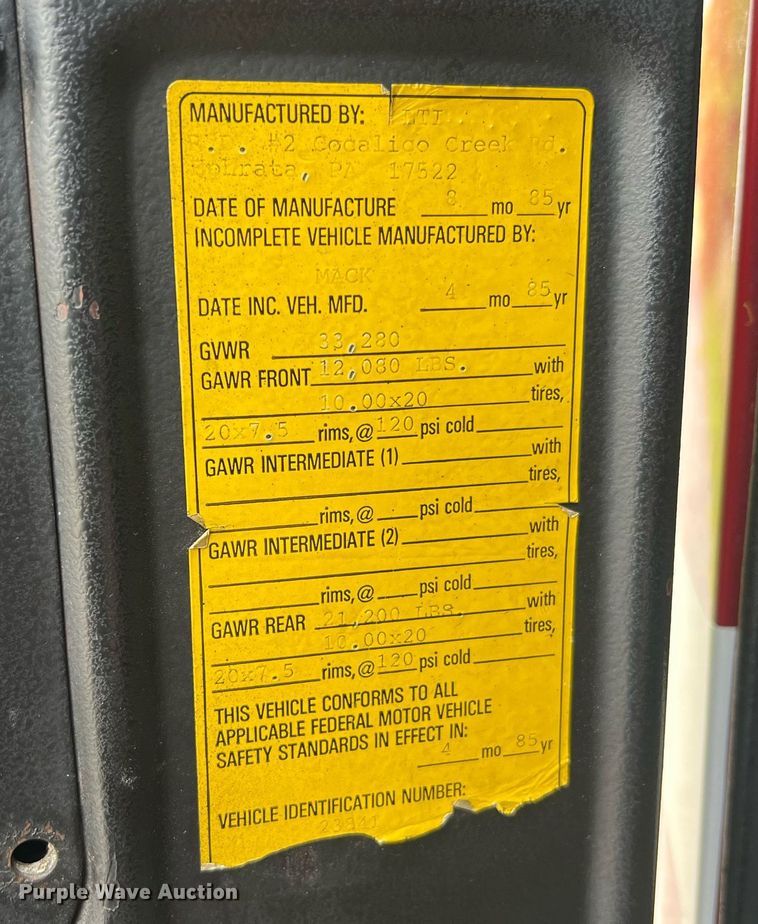 MANUFACTURED BY: LTI
R.D. #2 Cocalico Creek Rd.
Ephrata, PA 17522
DATE OF MANUFACTURE 8 mo 85 yr
INCOMPLETE VEHICLE MANUFACTURED BY:
MACK
DATE INC. VEH. MFD. 4 mo 85 yr
GVWR 33,280
GAWR FRONT 12,080 LBS. with
10.00x20 tires,
20x7.5 rims, @ 120 psi cold
GAWR INTERMEDIATE (1) with
tires,
rims, @ psi cold
GAWR INTERMEDIATE (2) with
tires,
rims, @ psi cold
GAWR REAR 21,200 LBS. with
10.00x20 tires,
20x7.5 rims, @ 120 psi cold
THIS VEHICLE CONFORMS TO ALL
APPLICABLE FEDERAL MOTOR VEHICLE
SAFETY STANDARDS IN EFFECT IN:
4 mo 85 yr
VEHICLE IDENTIFICATION NUMBER:
Purple Wave Auction